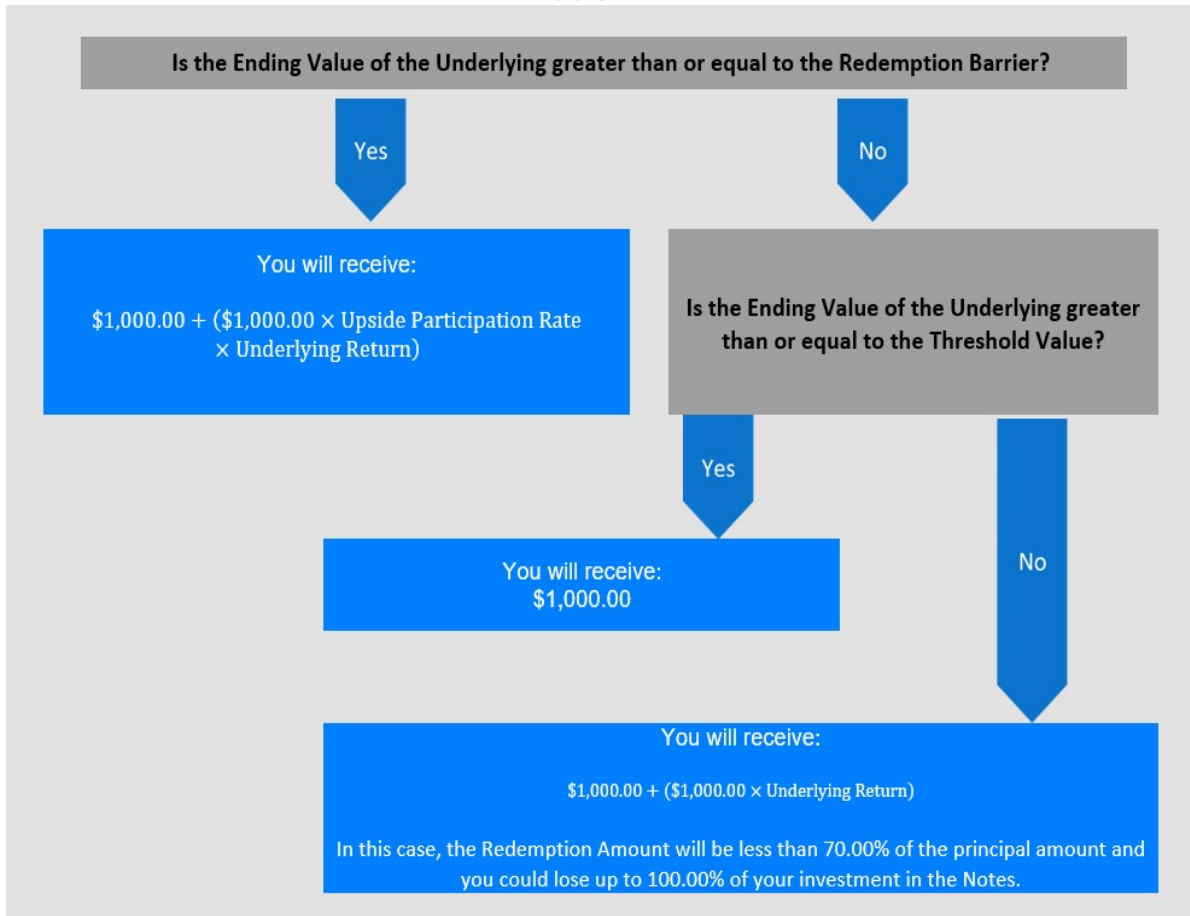 Is the Ending Value of the Underlying greater than or equal to the Redemption Barrier?
Yes
No
You will receive:
$1,000.00 + ($1,000.00 × Upside Participation Rate
× Underlying Return)
Is the Ending Value of the Underlying greater
than or equal to the Threshold Value?
Yes
No
You will receive:
$1,000.00
You will receive:
$1,000.00 + ($1,000.00 × Underlying Return)
In this case, the Redemption Amount will be less than 70.00% of the principal amount and
you could lose up to 100.00% of your investment in the Notes.